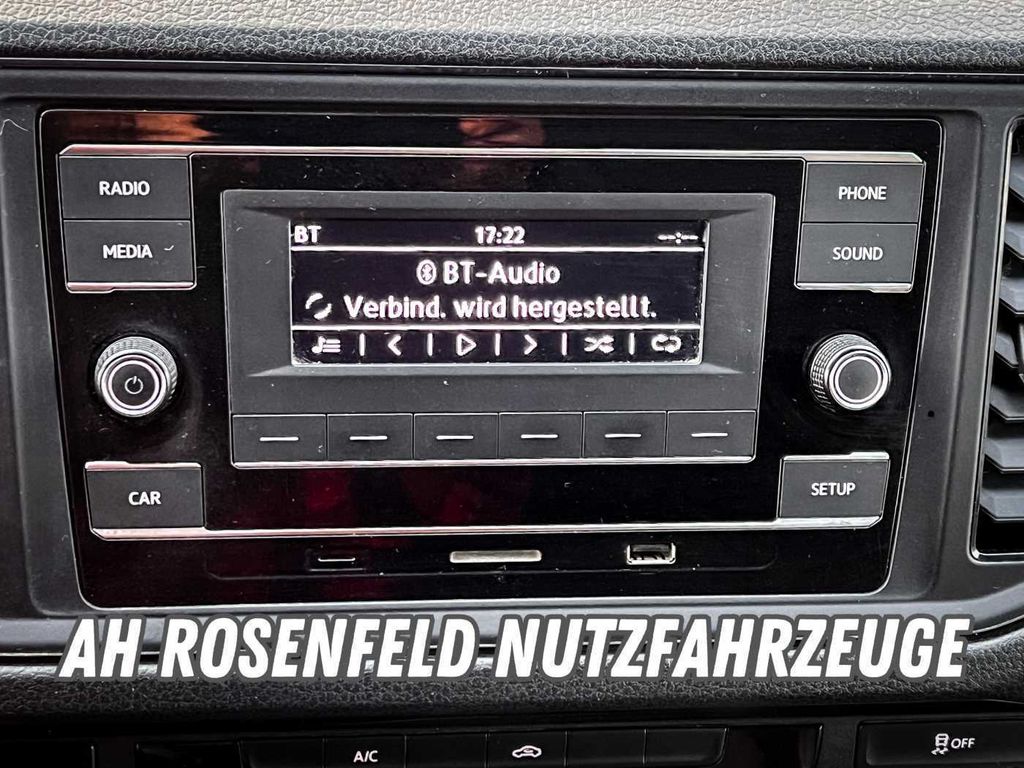 RADIO
MEDIA
PHONE
SOUND
BT 17:22 --:--
BT-Audio
Verbind. wird hergestellt.
CAR
SETUP
AH ROSENFELD NUTZFAHRZEUGE
A/C
OFF